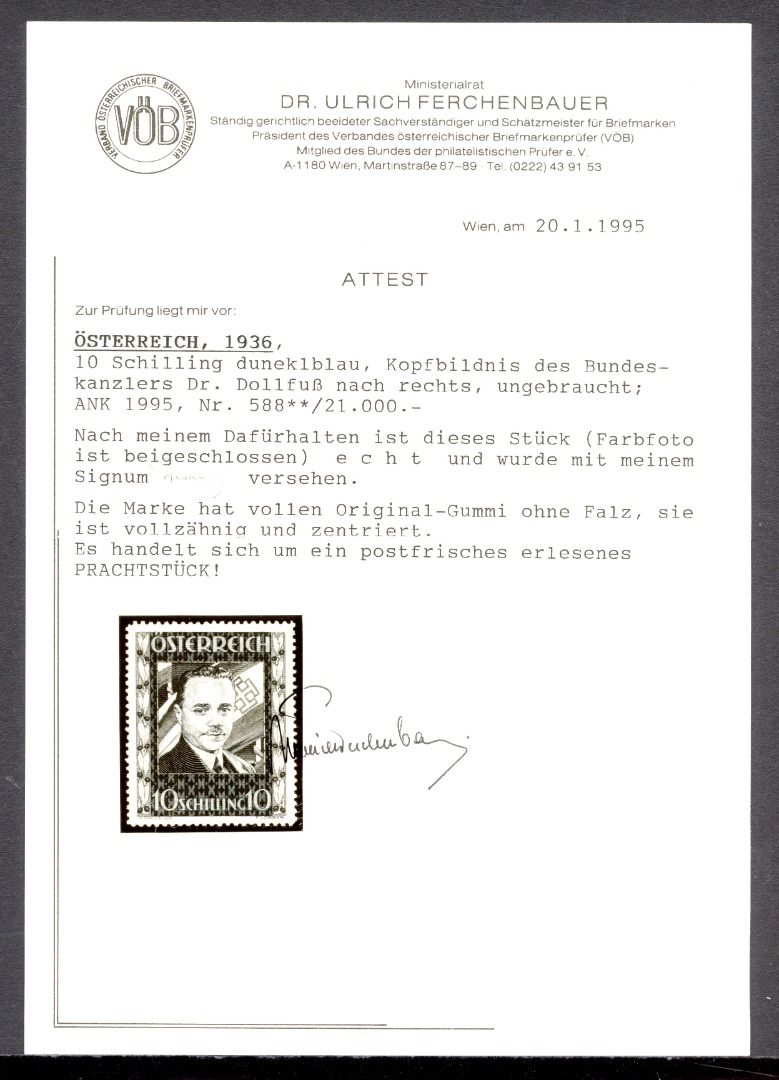 VERBAND ÖSTERREICHISCHER BRIEFMARKENPRÜFER
VÖB
Ministerialrat
DR. ULRICH FERCHENBAUER
Ständig gerichtlich beeideter Sachverständiger und Schätzmeister für Briefmarken
Präsident des Verbandes österreichischer Briefmarkenprüfer (VÖB)
Mitglied des Bundes der philatelistischen Prüfer e. V.
A-1180 Wien, Martinstraße 87–89 · Tel. (0222) 43 91 53
Wien, am 20.1.1995
ATTEST
Zur Prüfung liegt mir vor:
ÖSTERREICH, 1936,
10 Schilling duneklblau, Kopfbildnis des Bundes-
kanzlers Dr. Dollfuß nach rechts, ungebraucht;
ANK 1995, Nr. 588**/21.000.-
Nach meinem Dafürhalten ist dieses Stück (Farbfoto
ist beigeschlossen) e c h t und wurde mit meinem
Signum versehen.
Die Marke hat vollen Original-Gummi ohne Falz, sie
ist vollzähnig und zentriert.
Es handelt sich um ein postfrisches erlesenes
PRACHTSTÜCK!
ÖSTERREICH
10 SCHILLING 10